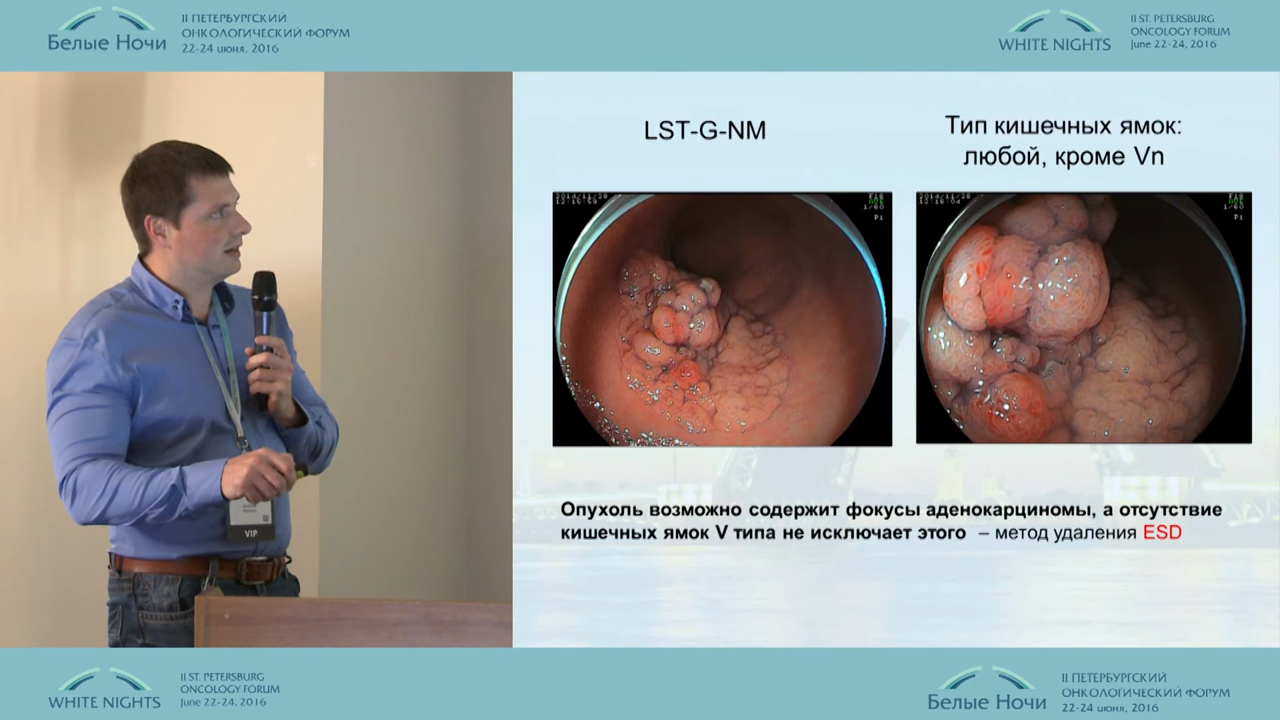 Белые Ночи
II ПЕТЕРБУРГСКИЙ
ОНКОЛОГИЧЕСКИЙ ФОРУМ
22-24 июня, 2016
WHITE NIGHTS
II ST. PETERSBURG
ONCOLOGY FORUM
June 22-24, 2016
LST-G-NM
Тип кишечных ямок:
любой, кроме Vn
Опухоль возможно содержит фокусы аденокарциномы, а отсутствие
кишечных ямок V типа не исключает этого – метод удаления ESD
VIP
WHITE NIGHTS
II ST. PETERSBURG
ONCOLOGY FORUM
June 22-24, 2016
Белые Ночи
II ПЕТЕРБУРГСКИЙ
ОНКОЛОГИЧЕСКИЙ ФОРУМ
22-24 июня, 2016